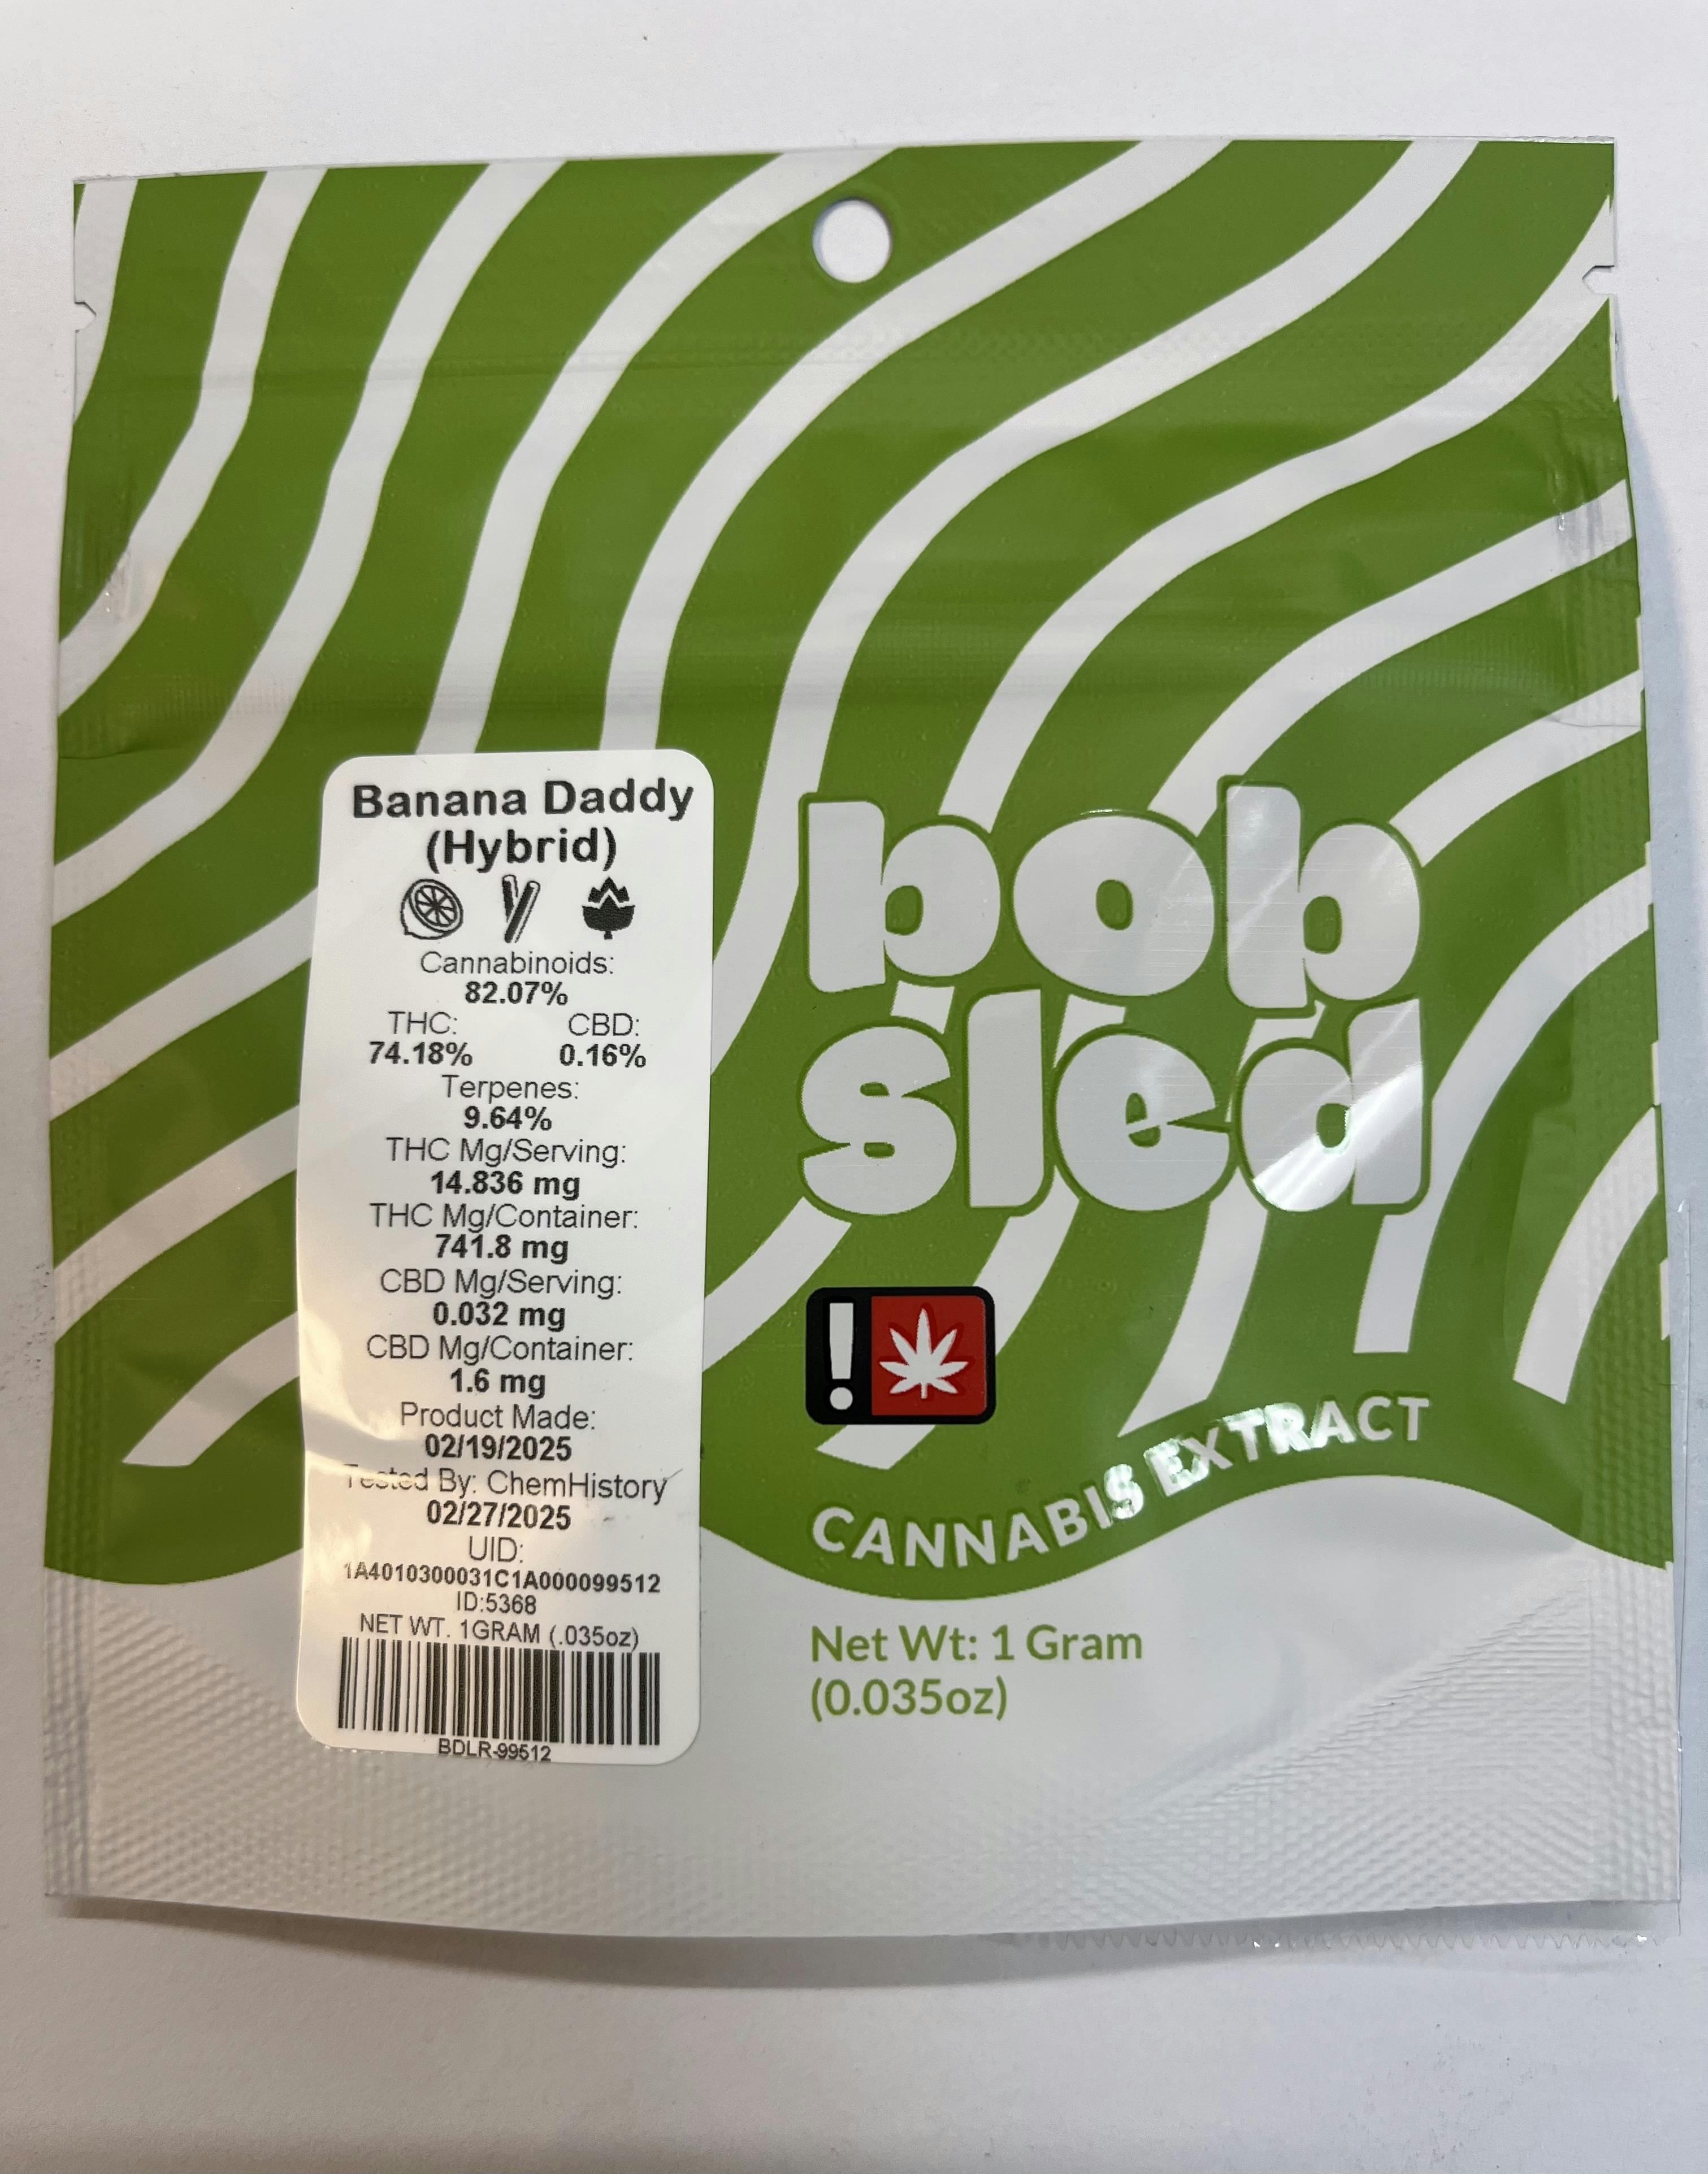 Banana Daddy
(Hybrid)
Cannabinoids:
82.07%
THC: CBD:
74.18% 0.16%
Terpenes:
9.64%
THC Mg/Serving:
14.836 mg
THC Mg/Container:
741.8 mg
CBD Mg/Serving:
0.032 mg
CBD Mg/Container:
1.6 mg
Product Made:
02/19/2025
Tested By: ChemHistory
02/27/2025
UID:
1A4010300031C1A000099512
ID:5368
NET WT. 1GRAM (.035oz)
BDLR-99512
bob
sled
!
CANNABIS EXTRACT
Net Wt: 1 Gram
(0.035oz)